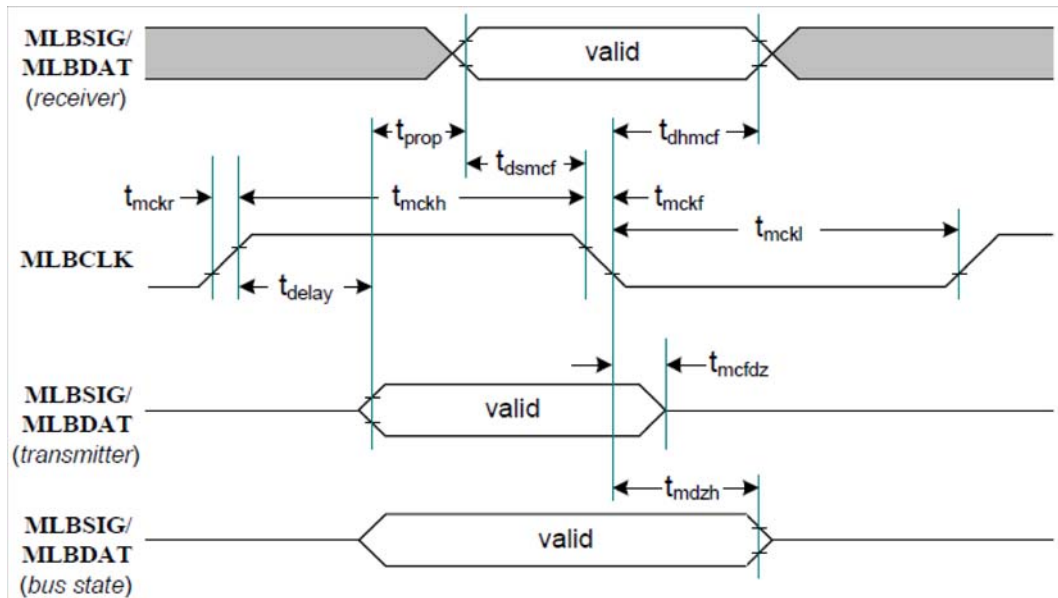 MLBSIG/
MLBDAT
(receiver)
valid
tprop
tdhmcf
tdsmcf
tmckr
tmckh
tmckf
tmckl
MLBCLK
tdelay
tmcfdz
MLBSIG/
MLBDAT
(transmitter)
valid
tmdzh
MLBSIG/
MLBDAT
(bus state)
valid